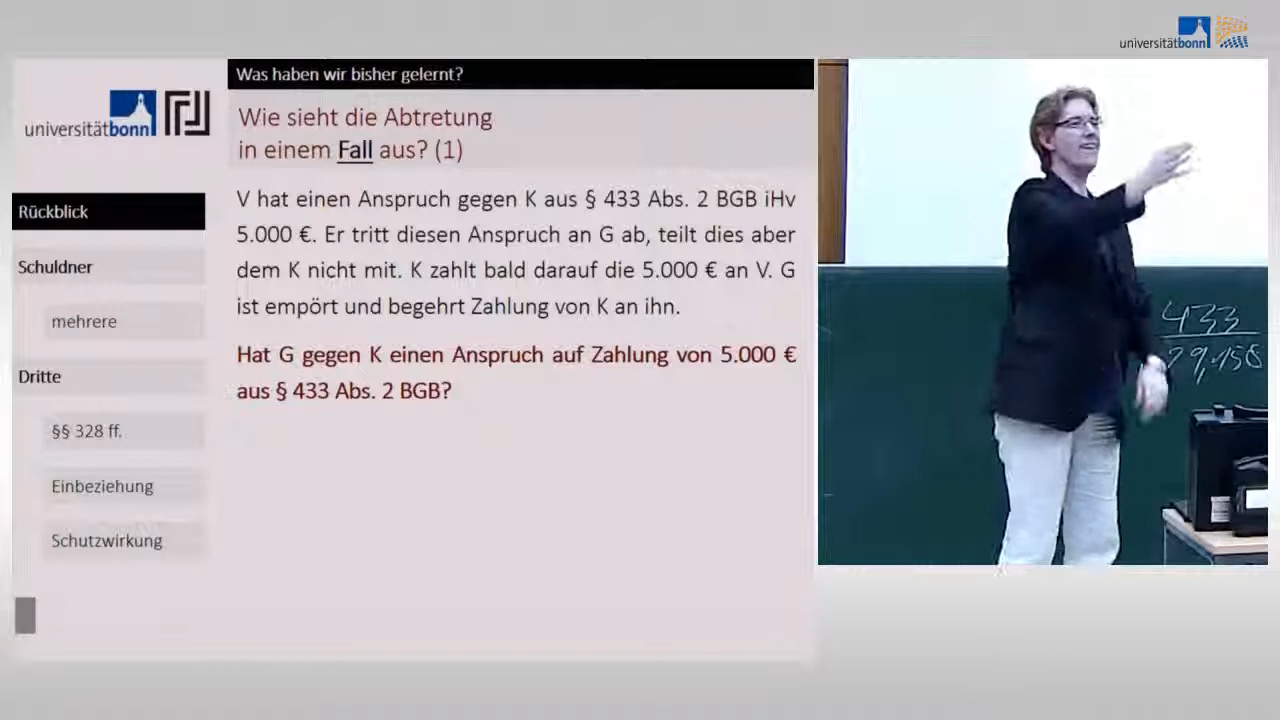 universitätbonn
Was haben wir bisher gelernt?
universitätbonn
Wie sieht die Abtretung
in einem Fall aus? (1)
Rückblick
Schuldner
mehrere
Dritte
§§ 328 ff.
Einbeziehung
Schutzwirkung
V hat einen Anspruch gegen K aus § 433 Abs. 2 BGB iHv
5.000 €. Er tritt diesen Anspruch an G ab, teilt dies aber
dem K nicht mit. K zahlt bald darauf die 5.000 € an V. G
ist empört und begehrt Zahlung von K an ihn.
Hat G gegen K einen Anspruch auf Zahlung von 5.000 €
aus § 433 Abs. 2 BGB?
433